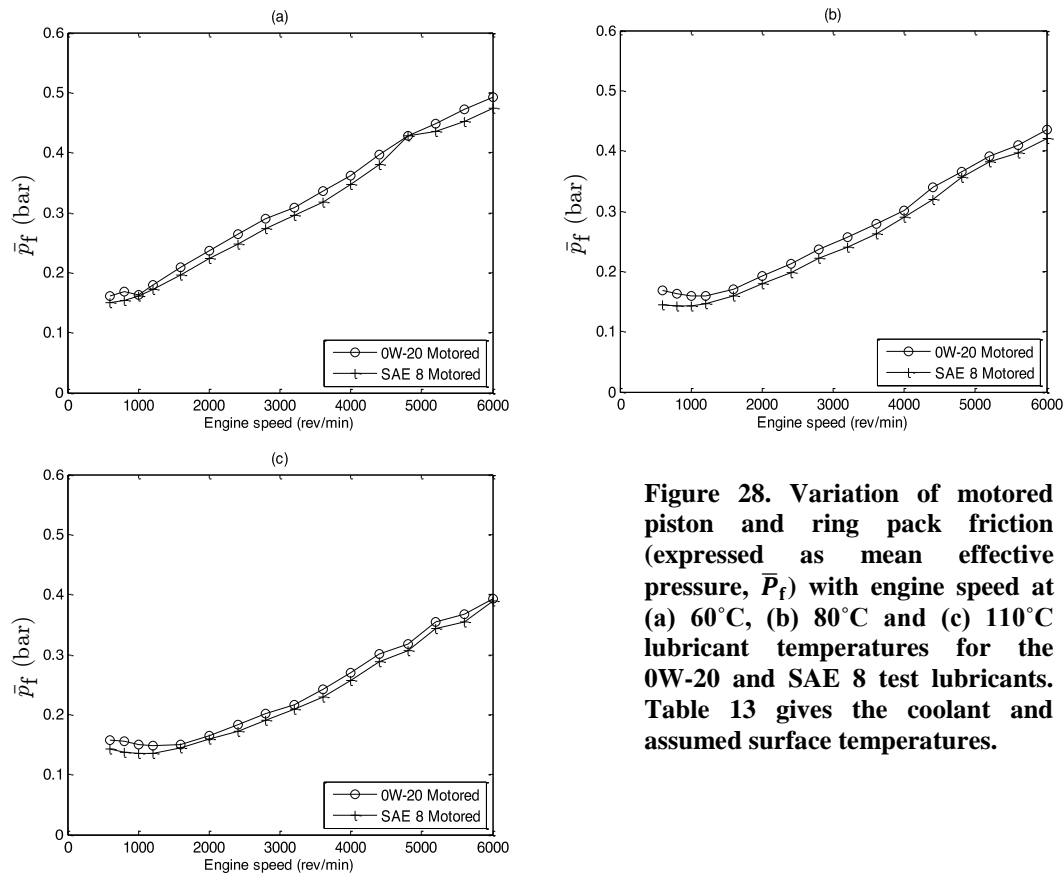 (a)
0.6
0.5
0.4
0.3
0.2
0.1
0
p̄f (bar)
0 1000 2000 3000 4000 5000 6000
Engine speed (rev/min)
0W-20 Motored
SAE 8 Motored
(b)
0.6
0.5
0.4
0.3
0.2
0.1
0
p̄f (bar)
0 1000 2000 3000 4000 5000 6000
Engine speed (rev/min)
0W-20 Motored
SAE 8 Motored
(c)
0.6
0.5
0.4
0.3
0.2
0.1
0
p̄f (bar)
0 1000 2000 3000 4000 5000 6000
Engine speed (rev/min)
0W-20 Motored
SAE 8 Motored
Figure 28. Variation of motored
piston and ring pack friction
(expressed as mean effective
pressure, P̄f) with engine speed at
(a) 60˚C, (b) 80˚C and (c) 110˚C
lubricant temperatures for the
0W-20 and SAE 8 test lubricants.
Table 13 gives the coolant and
assumed surface temperatures.